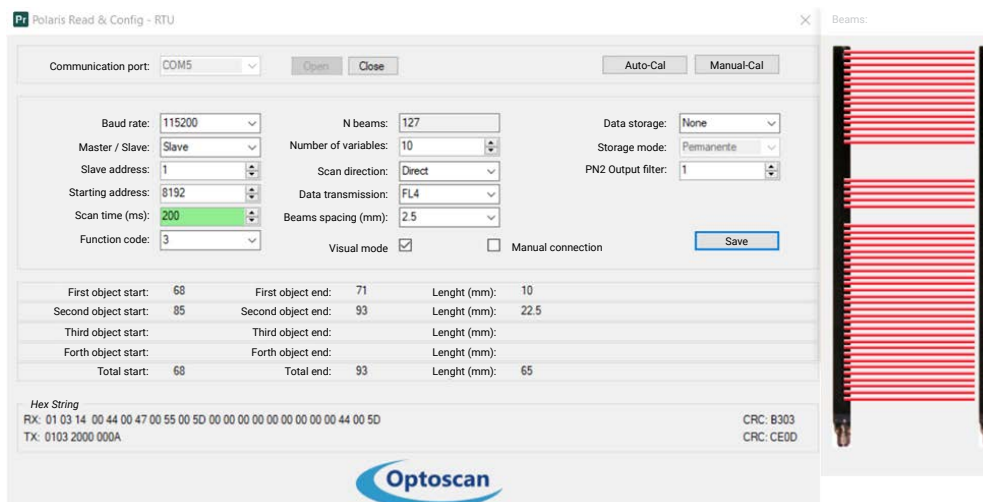 Pr Polaris Read & Config - RTU
Beams:
Communication port: COM5 Open Close Auto-Cal Manual-Cal
Baud rate: 115200 N beams: 127 Data storage: None
Master / Slave: Slave Number of variables: 10 Storage mode: Permanente
Slave address: 1 Scan direction: Direct PN2 Output filter: 1
Starting address: 8192 Data transmission: FL4
Scan time (ms): 200 Beams spacing (mm): 2.5
Function code: 3 Visual mode Manual connection Save
First object start: 68 First object end: 71 Lenght (mm): 10
Second object start: 85 Second object end: 93 Lenght (mm): 22.5
Third object start: Third object end: Lenght (mm):
Forth object start: Forth object end: Lenght (mm):
Total start: 68 Total end: 93 Lenght (mm): 65
Hex String
RX: 01 03 14 00 44 00 47 00 55 00 5D 00 00 00 00 00 00 00 00 00 44 00 5D CRC: B303
TX: 0103 2000 000A CRC: CE0D
Optoscan